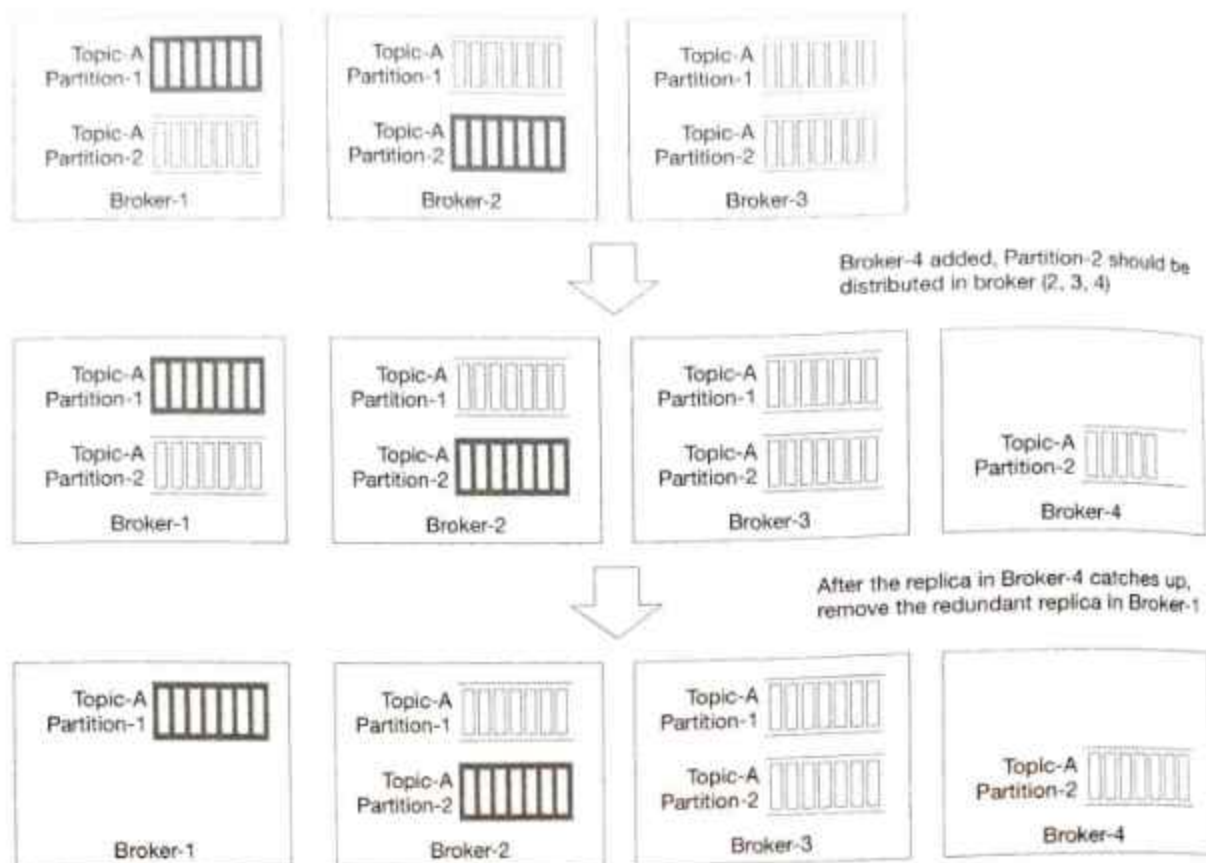 Topic-A
Partition-1
Topic-A
Partition-2
Broker-1
Topic-A
Partition-1
Topic-A
Partition-2
Broker-2
Topic-A
Partition-1
Topic-A
Partition-2
Broker-3
Broker-4 added, Partition-2 should be
distributed in broker (2, 3, 4)
Topic-A
Partition-1
Topic-A
Partition-2
Broker-1
Topic-A
Partition-1
Topic-A
Partition-2
Broker-2
Topic-A
Partition-1
Topic-A
Partition-2
Broker-3
Topic-A
Partition-2
Broker-4
After the replica in Broker-4 catches up,
remove the redundant replica in Broker-1
Topic-A
Partition-1
Broker-1
Topic-A
Partition-1
Topic-A
Partition-2
Broker-2
Topic-A
Partition-1
Topic-A
Partition-2
Broker-3
Topic-A
Partition-2
Broker-4